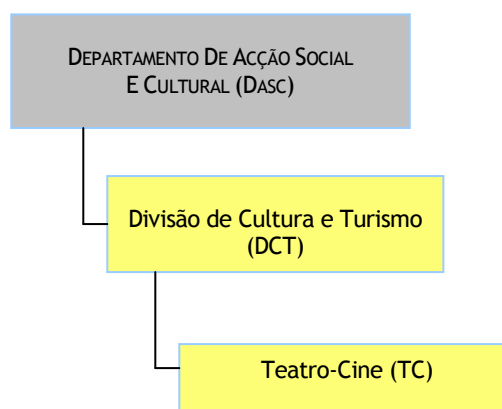 DEPARTAMENTO DE ACÇÃO SOCIAL
E CULTURAL (DASC)
Divisão de Cultura e Turismo
(DCT)
Teatro-Cine (TC)